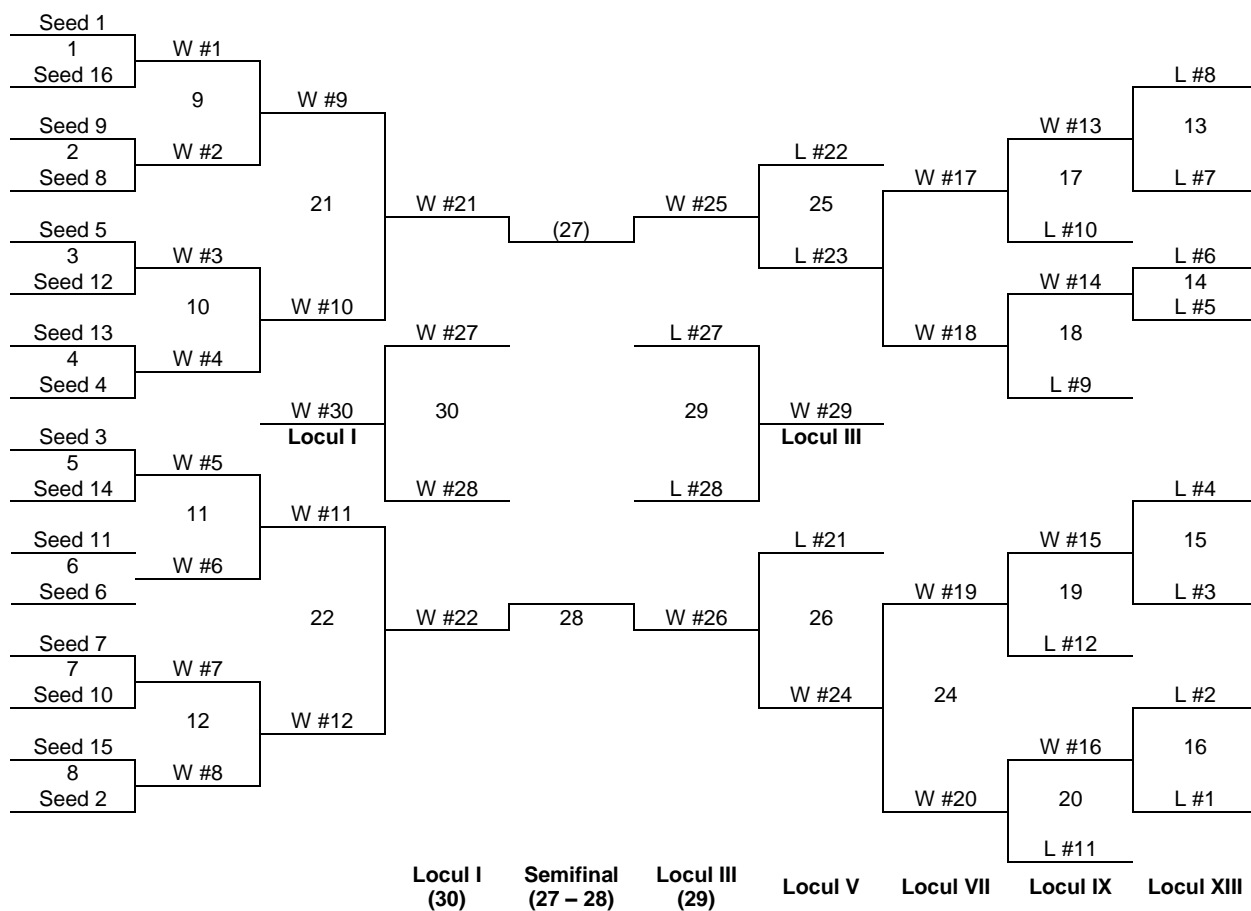 Seed 1
1
W #1
Seed 16
L #8
9
W #9
Seed 9
W #13
13
2
W #2
L #22
Seed 8
W #17
17
L #7
21
W #21
(27)
W #25
25
Seed 5
L #10
3
W #3
L #23
L #6
Seed 12
W #14
14
10
W #10
L #5
Seed 13
W #27
L #27
W #18
18
4
W #4
Seed 4
L #9
W #30
30
29
W #29
Seed 3
Locul I
Locul III
5
W #5
Seed 14
W #28
L #28
L #4
11
W #11
Seed 11
L #21
W #15
15
6
W #6
Seed 6
W #19
19
L #3
22
W #22
28
W #26
26
Seed 7
L #12
7
W #7
Seed 10
W #24
24
L #2
12
W #12
Seed 15
W #16
16
8
W #8
Seed 2
W #20
20
L #1
L #11
Locul I
(30)
Semifinal
(27 – 28)
Locul III
(29)
Locul V
Locul VII
Locul IX
Locul XIII